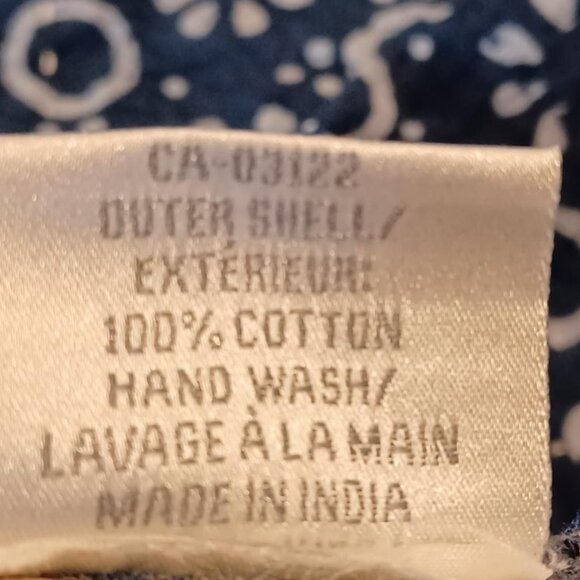 CA-03122
OUTER SHELL/
EXTÉRIEUR:
100% COTTON
HAND WASH/
LAVAGE À LA MAIN
MADE IN INDIA